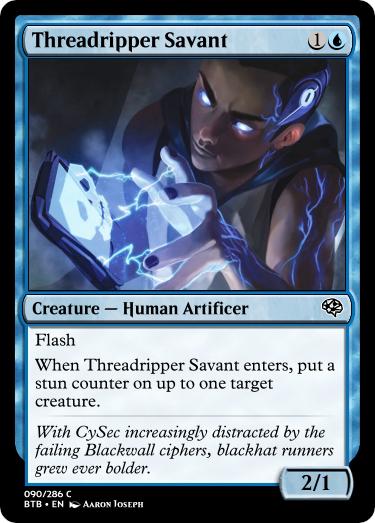 Threadripper Savant 1
Creature — Human Artificer
Flash
When Threadripper Savant enters, put a
stun counter on up to one target
creature.
With CySec increasingly distracted by the
failing Blackwall ciphers, blackhat runners
grew ever bolder.
2/1
090/286 C
BTB • EN Aaron Joseph